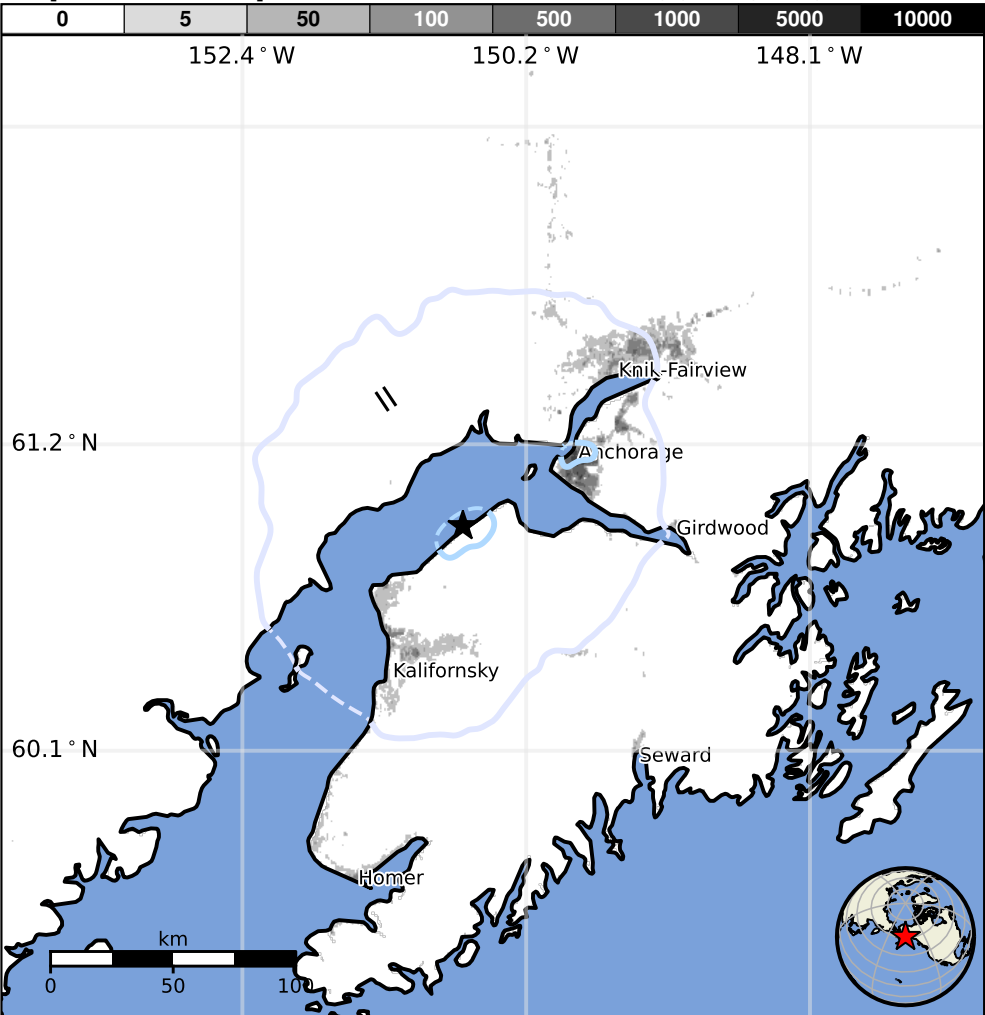 0 5 50 100 500 1000 5000 10000
152.4°W 150.2°W 148.1°W
Knik-Fairview
61.2°N
Anchorage
II
Girdwood
Kalifornsky
60.1°N
Seward
Homer
km
0 50 100